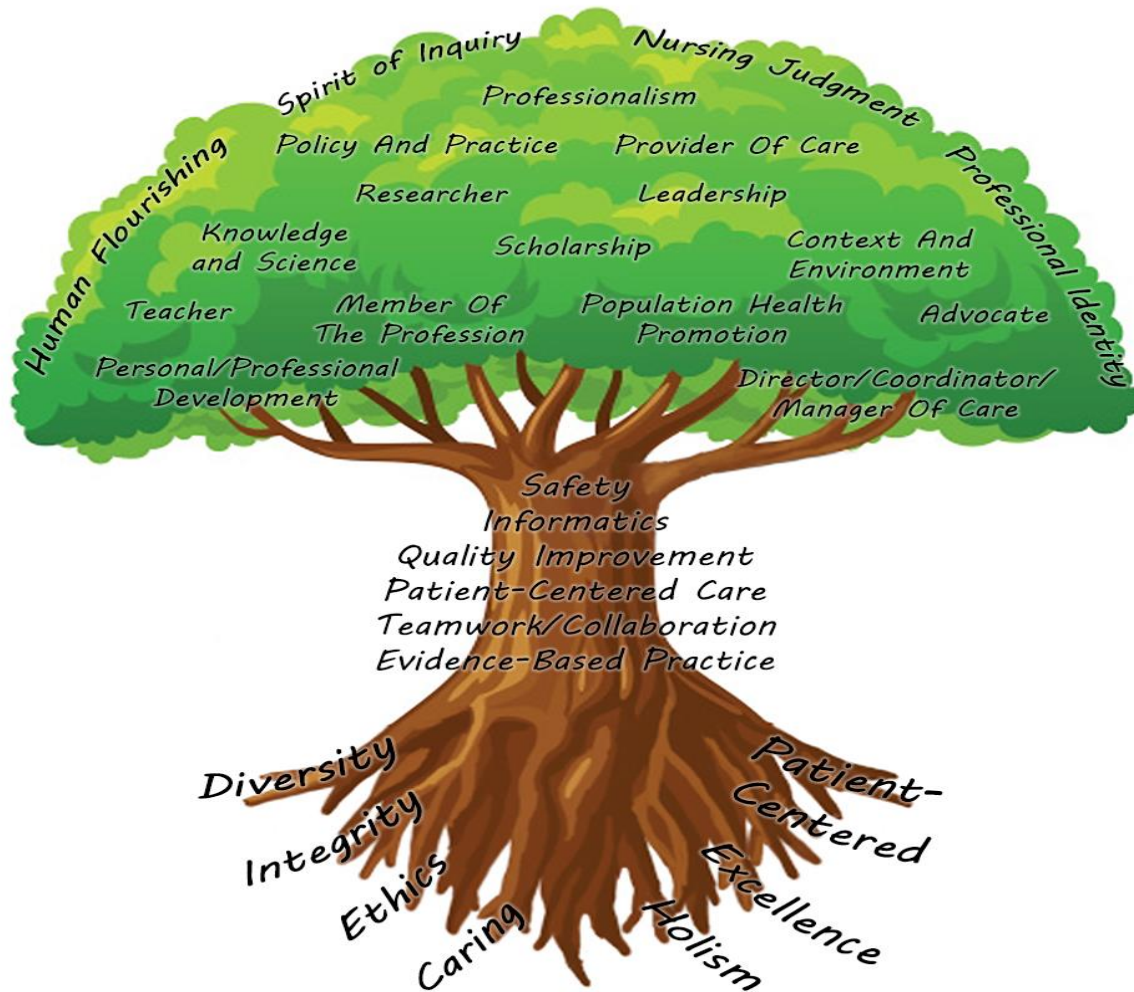 Human Flourishing
Spirit of Inquiry
Nursing Judgment
Professional Identity
Professionalism
Policy And Practice
Provider Of Care
Researcher
Leadership
Knowledge
and Science
Scholarship
Context And
Environment
Teacher
Member Of
The Profession
Population Health
Promotion
Advocate
Personal/Professional
Development
Director/Coordinator/
Manager Of Care
Safety
Informatics
Quality Improvement
Patient-Centered Care
Teamwork/Collaboration
Evidence-Based Practice
Diversity
Integrity
Ethics
Caring
Holism
Excellence
Patient-
Centered